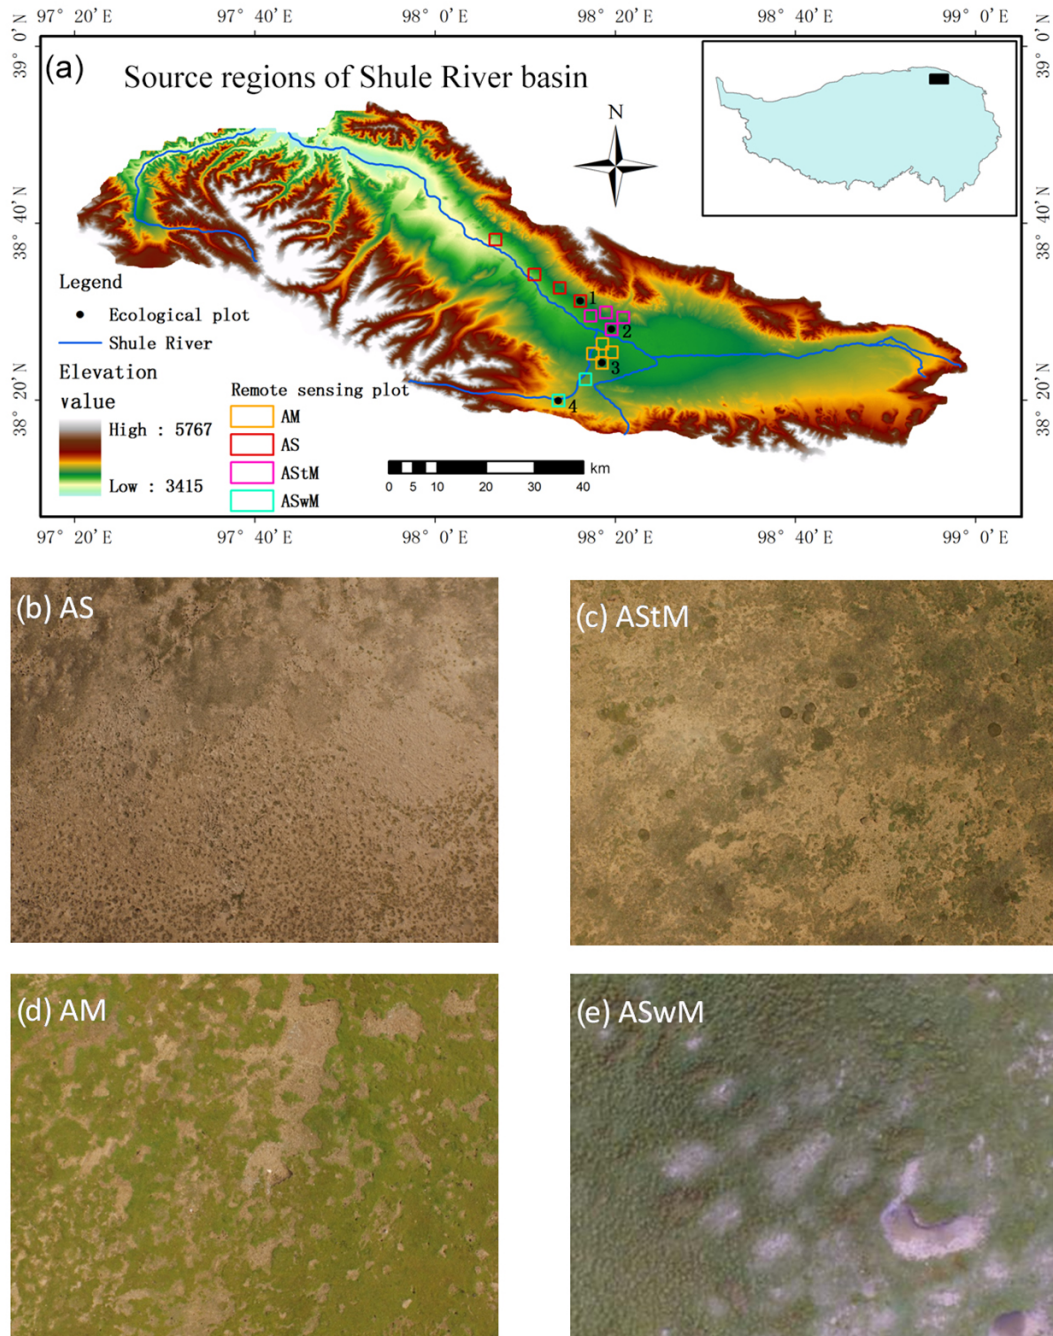 97° 20′E 97° 40′E 98° 0′E 98° 20′E 98° 40′E 99° 0′E
39° 0′N 39° 0′N
(a) Source regions of Shule River basin
N
38° 40′N 38° 40′N
Legend
Ecological plot
Shule River
1
2
3
4
Elevation
value
High : 5767
Low : 3415
Remote sensing plot
AM
AS
AStM
ASwM
38° 20′N 38° 20′N
km
0 5 10 20 30 40
97° 20′E 97° 40′E 98° 0′E 98° 20′E 98° 40′E 99° 0′E
(b) AS
(c) AStM
(d) AM
(e) ASwM